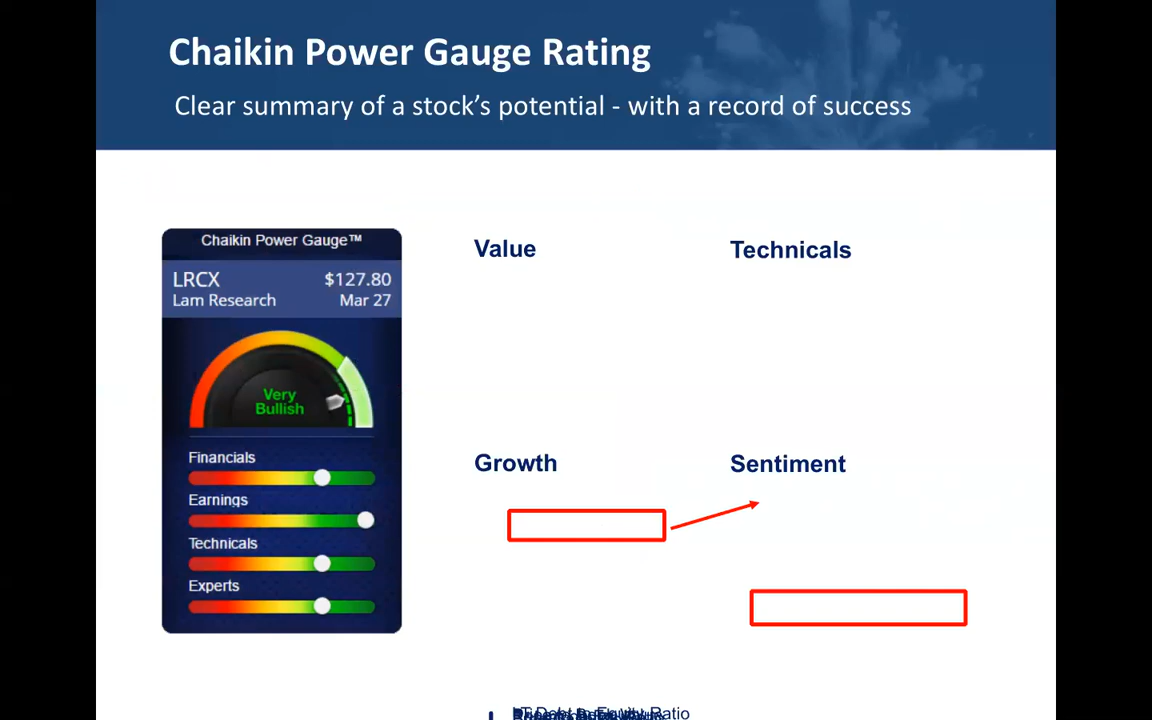 Chaikin Power Gauge Rating
Clear summary of a stock's potential - with a record of success
Chaikin Power Gauge™
LRCX $127.80
Lam Research Mar 27
Very
Bullish
Financials
Earnings
Technicals
Experts
Value
Technicals
Growth
Sentiment